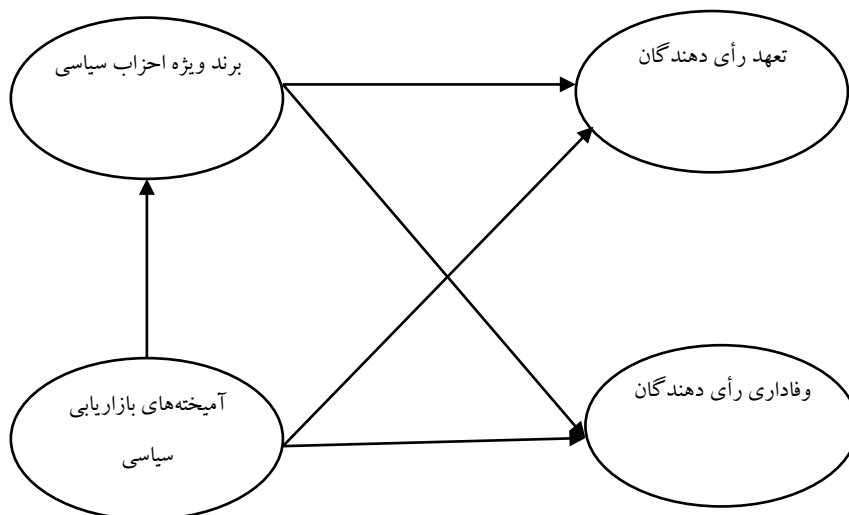 برند ویژه احزاب سیاسی
تعهد رأی دهندگان
آمیخته‌های بازاریابی
سیاسی
وفاداری رأی دهندگان